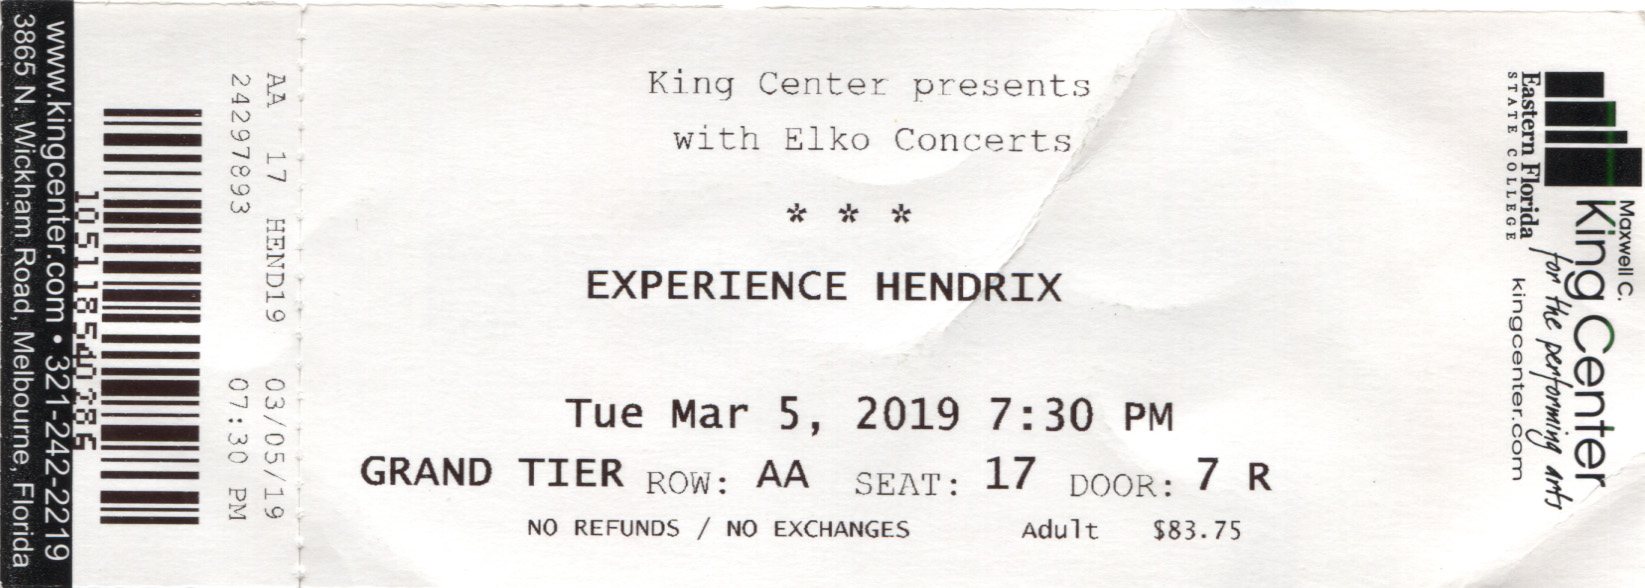 www.kingcenter.com • 321-242-2219
3865 N. Wickham Road, Melbourne, Florida
AA 17 HEND19 03/05/19
24297893 07:30 PM
King Center presents
with Elko Concerts
* * *
EXPERIENCE HENDRIX
Tue Mar 5, 2019 7:30 PM
GRAND TIER ROW: AA SEAT: 17 DOOR: 7 R
NO REFUNDS / NO EXCHANGES Adult $83.75
Maxwell C.
King Center
for the performing arts
Eastern Florida
STATE COLLEGE
kingcenter.com